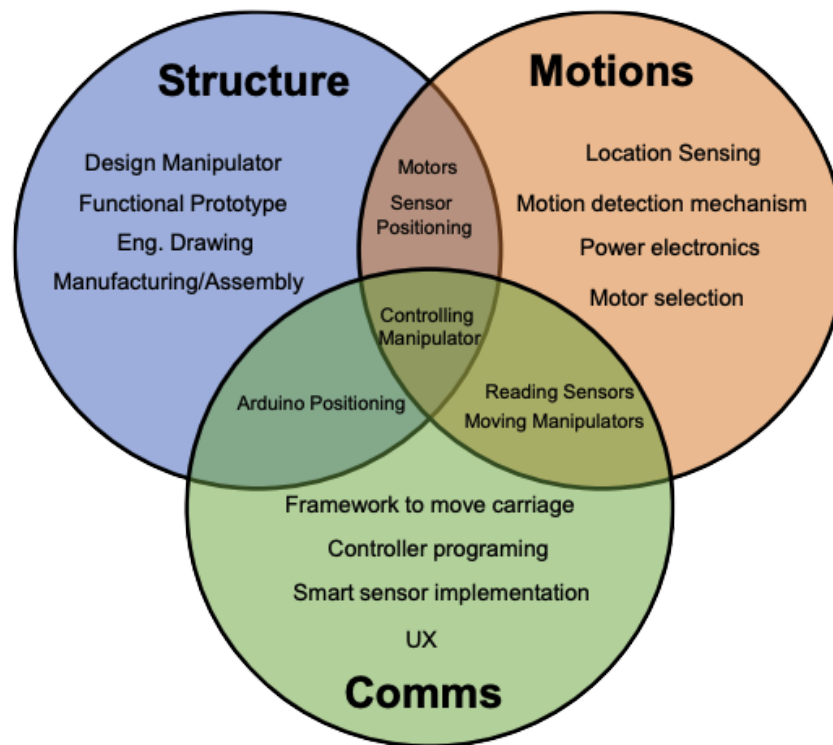 Structure
Motions
Design Manipulator
Functional Prototype
Eng. Drawing
Manufacturing/Assembly
Motors
Sensor
Positioning
Location Sensing
Motion detection mechanism
Power electronics
Motor selection
Controlling
Manipulator
Arduino Positioning
Reading Sensors
Moving Manipulators
Framework to move carriage
Controller programing
Smart sensor implementation
UX
Comms